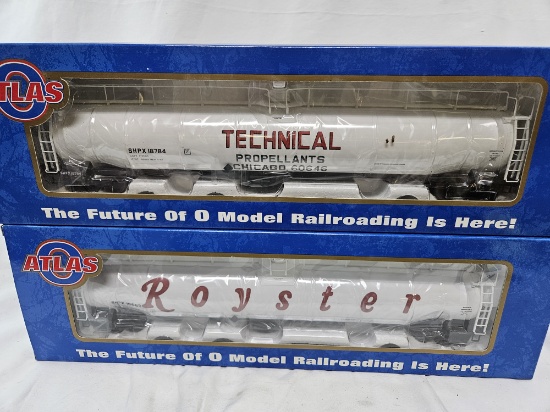 ATLAS
SHPX 18784
TECHNICAL
PROPELLANTS
CHICAGO 60646
The Future Of O Model Railroading Is Here!
ATLAS
Royster
The Future Of O Model Railroading Is Here!